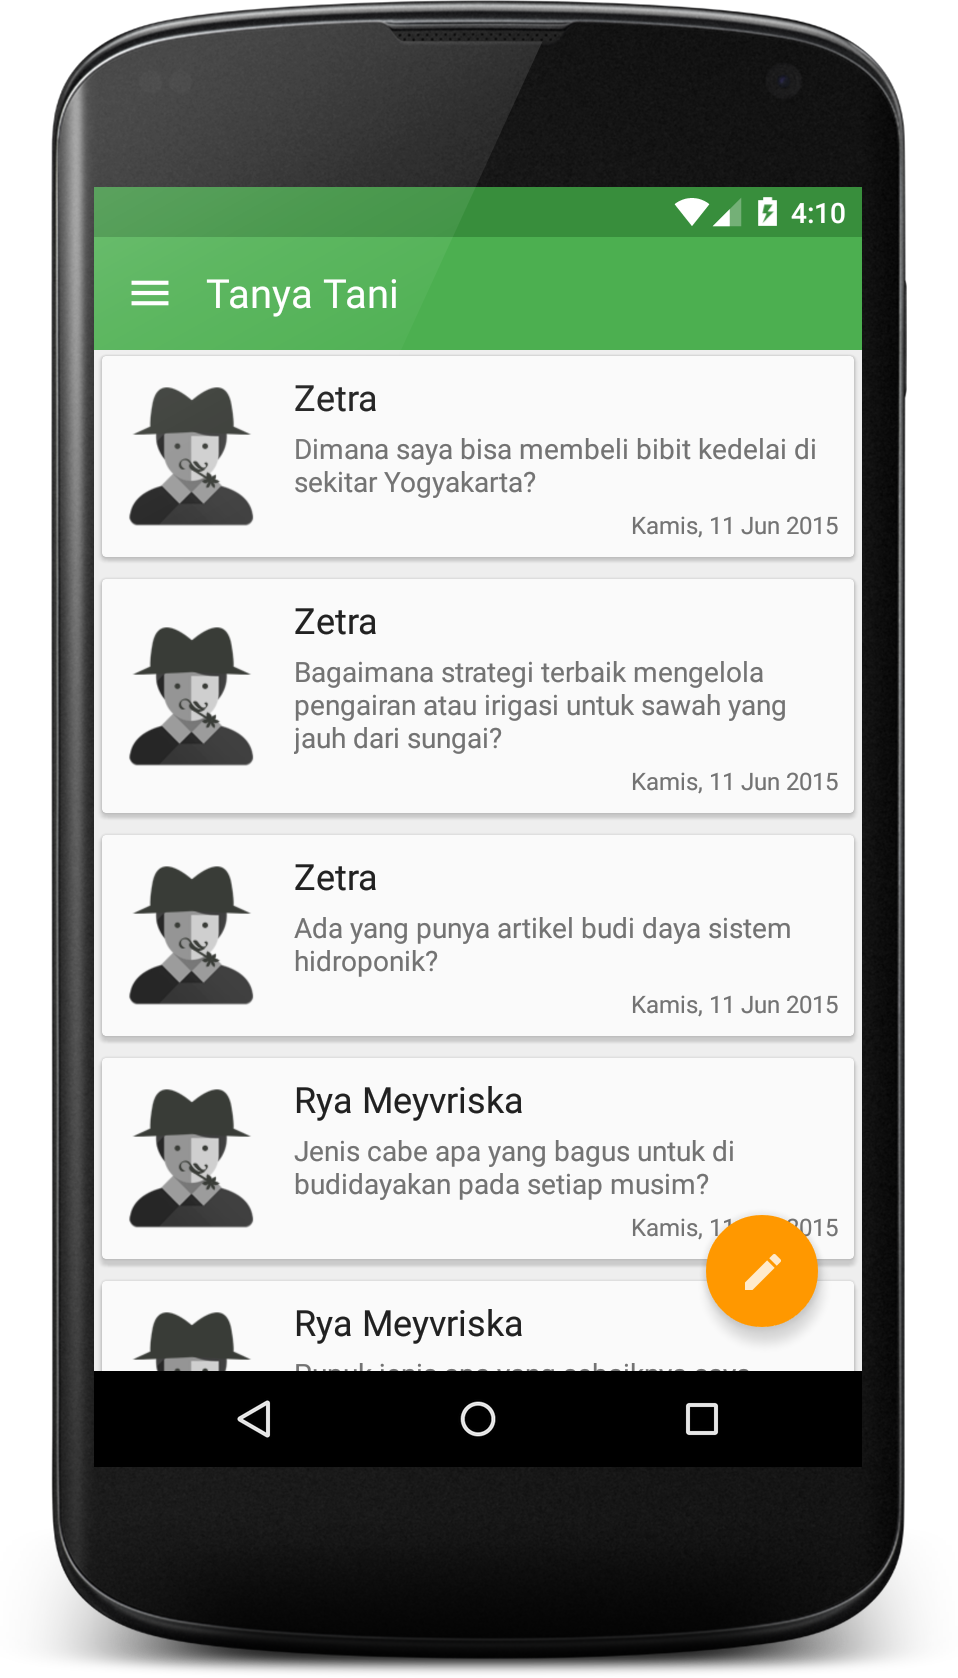 4:10
Tanya Tani
Zetra
Dimana saya bisa membeli bibit kedelai di
sekitar Yogyakarta?
Kamis, 11 Jun 2015
Zetra
Bagaimana strategi terbaik mengelola
pengairan atau irigasi untuk sawah yang
jauh dari sungai?
Kamis, 11 Jun 2015
Zetra
Ada yang punya artikel budi daya sistem
hidroponik?
Kamis, 11 Jun 2015
Rya Meyvriska
Jenis cabe apa yang bagus untuk di
budidayakan pada setiap musim?
Kamis, 11 2015
Rya Meyvriska